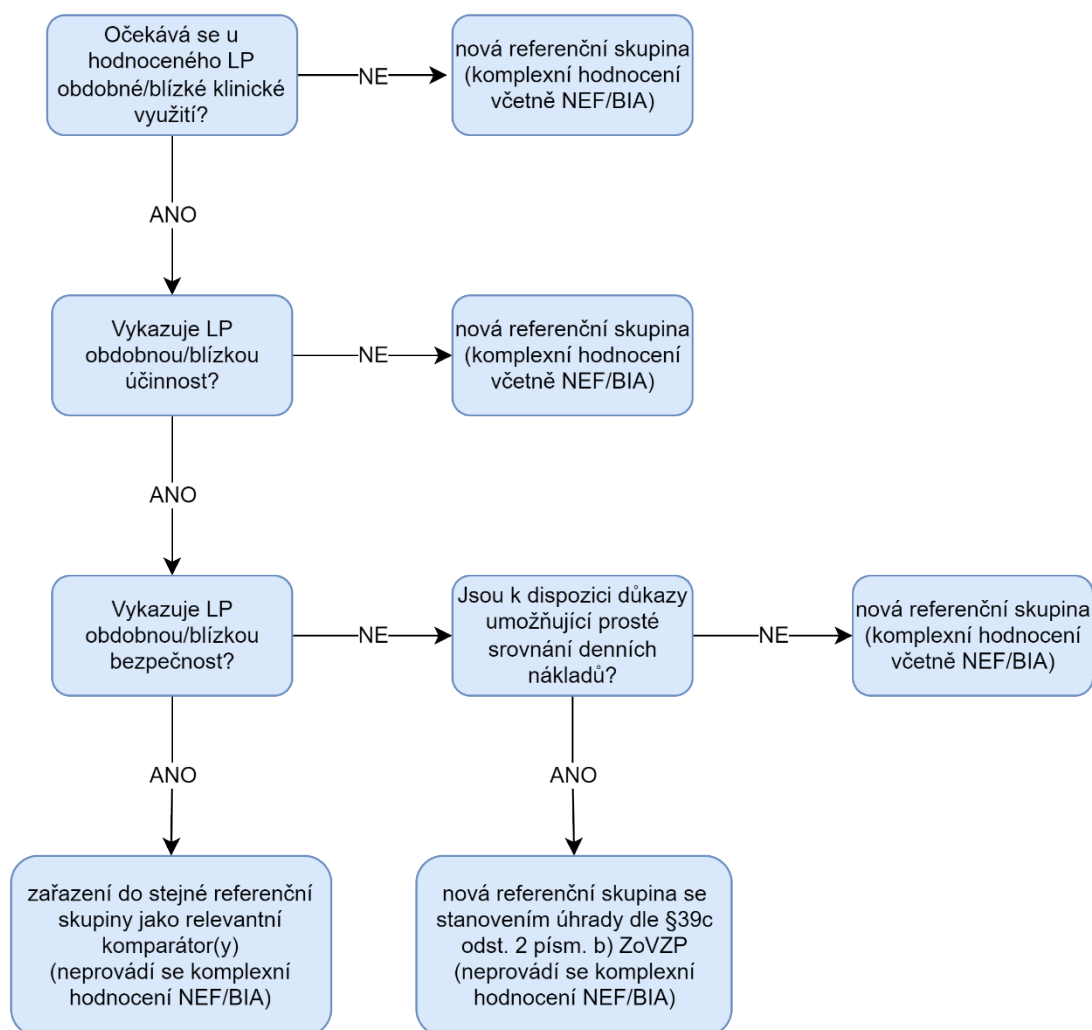 Očekává se u
hodnoceného LP
obdobné/blízké klinické
využití?
NE
nová referenční skupina
(komplexní hodnocení
včetně NEF/BIA)
ANO
Vykazuje LP
obdobnou/blízkou
účinnost?
NE
nová referenční skupina
(komplexní hodnocení
včetně NEF/BIA)
ANO
Vykazuje LP
obdobnou/blízkou
bezpečnost?
NE
Jsou k dispozici důkazy
umožňující prosté
srovnání denních
nákladů?
NE
nová referenční skupina
(komplexní hodnocení
včetně NEF/BIA)
ANO
ANO
zařazení do stejné referenční
skupiny jako relevantní
komparátor(y)
(neprovádí se komplexní
hodnocení NEF/BIA)
nová referenční skupina se
stanovením úhrady dle §39c
odst. 2 písm. b) ZoVZP
(neprovádí se komplexní
hodnocení NEF/BIA)